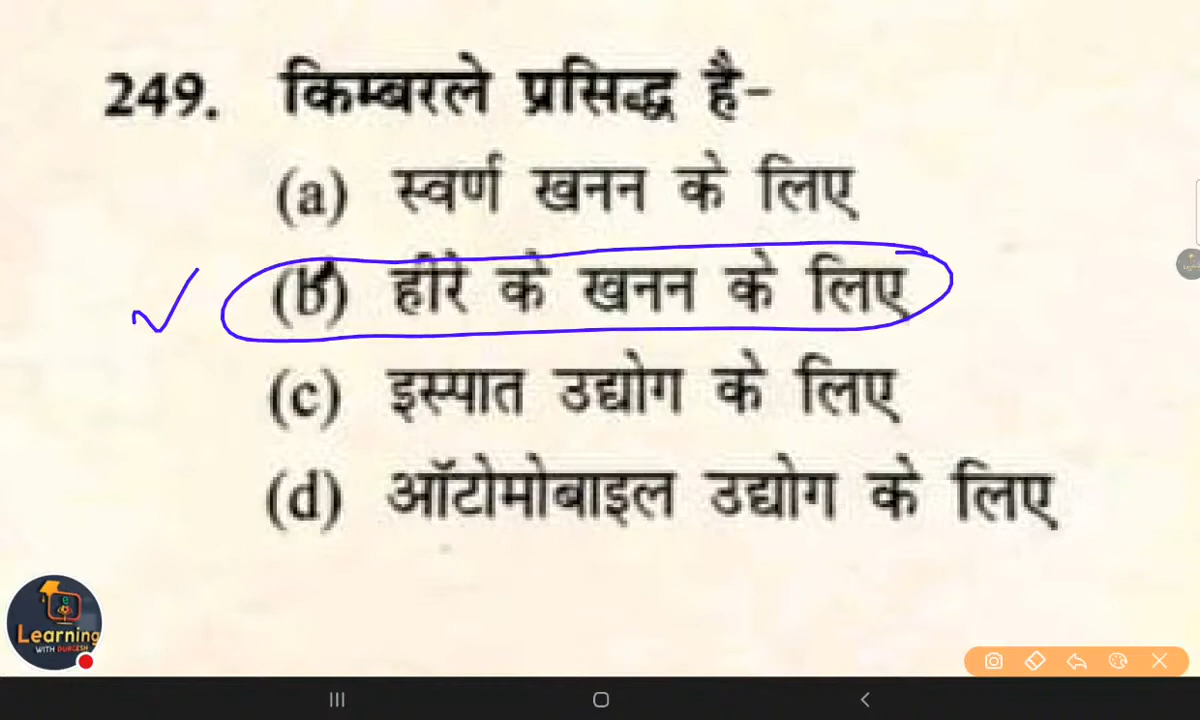 249. किम्बरले प्रसिद्ध है-
(a) स्वर्ण खनन के लिए
(b) हीरे के खनन के लिए
(c) इस्पात उद्योग के लिए
(d) ऑटोमोबाइल उद्योग के लिए
Learning
WITH DURGESH